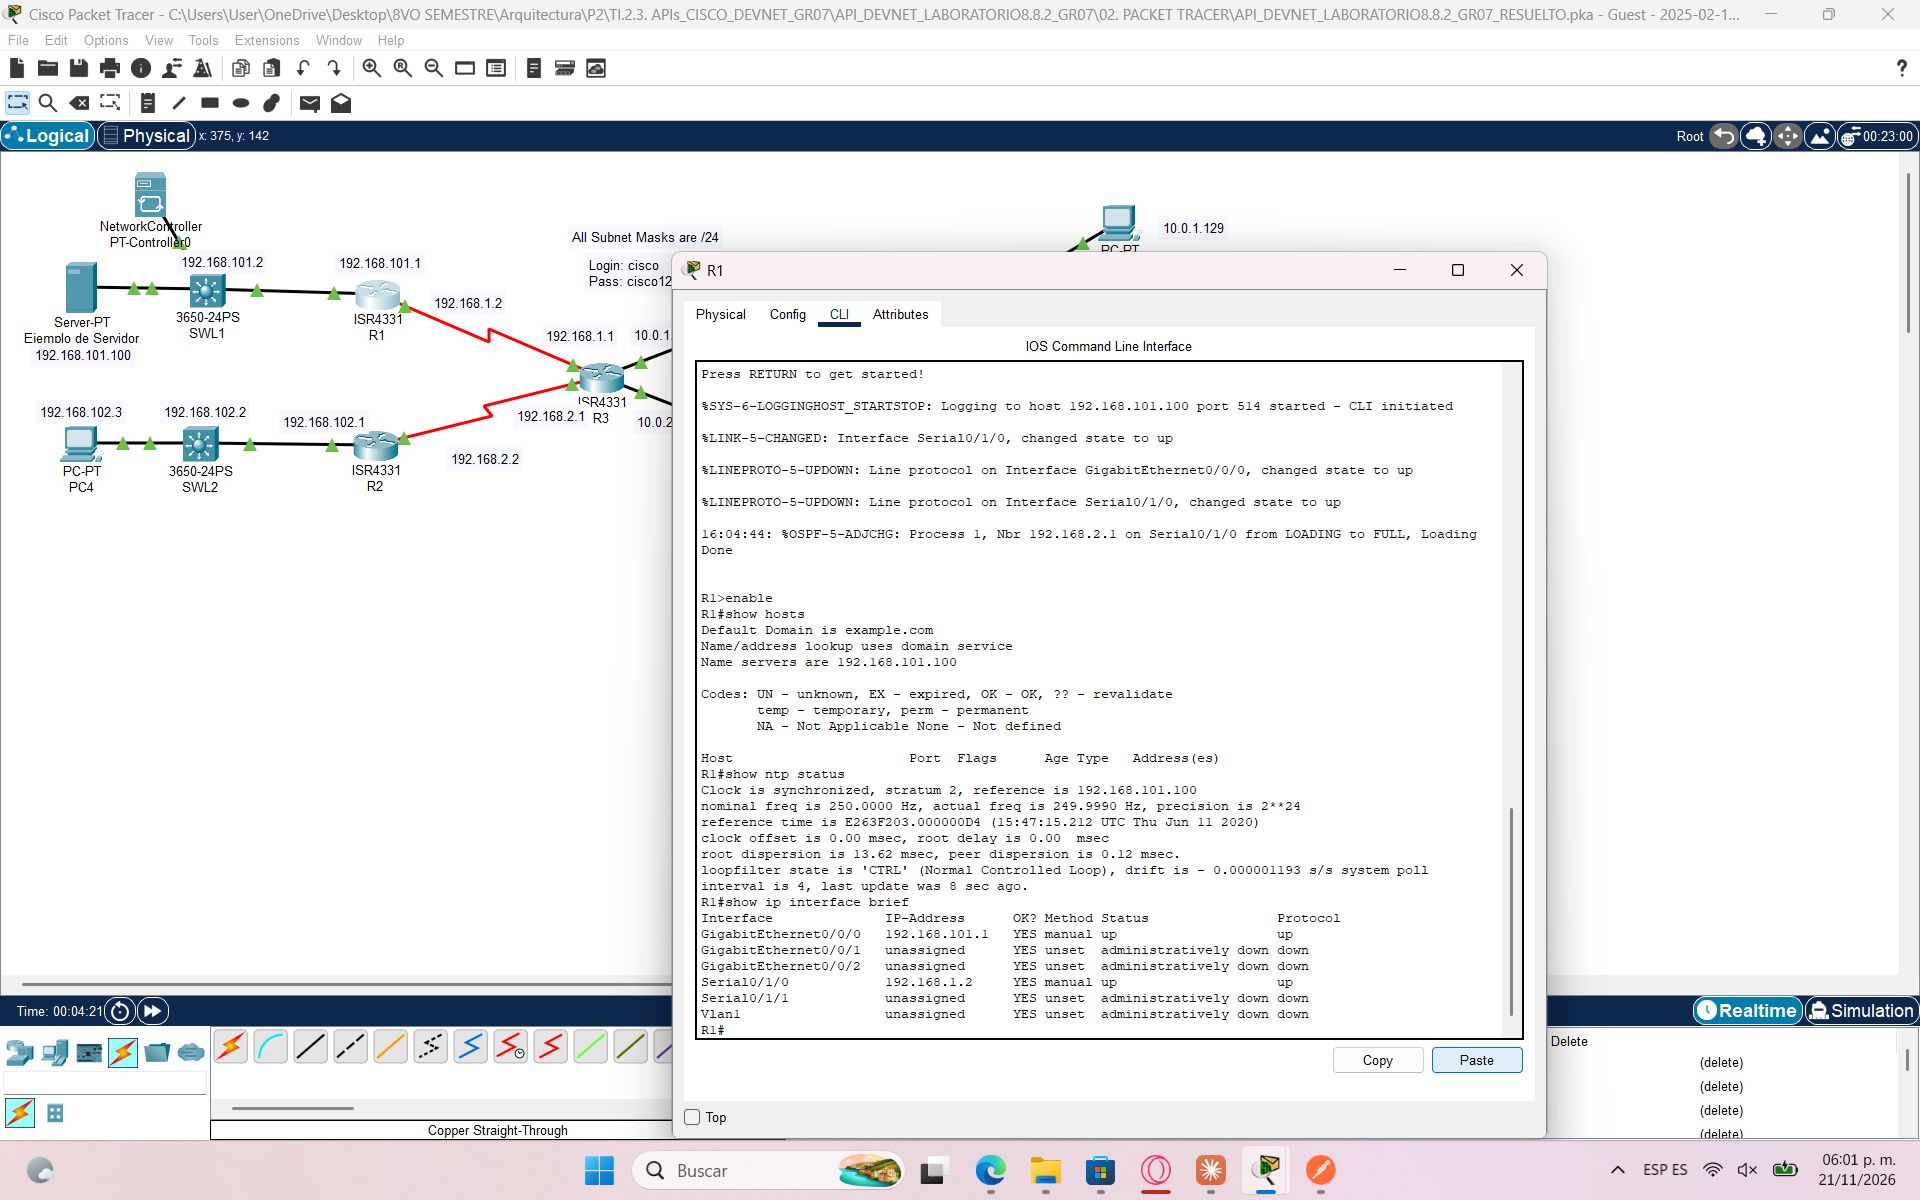 Cisco Packet Tracer - C:\Users\User\OneDrive\Desktop\8VO SEMESTRE\Arquitectura\P2\TI.2.3. APIs_CISCO_DEVNET_GR07\API_DEVNET_LABORATORIO8.8.2_GR07\02. PACKET TRACER\API_DEVNET_LABORATORIO8.8.2_GR07_RESUELTO.pka - Guest - 2025-02-1...
File Edit Options View Tools Extensions Window Help
?
Logical Physical x: 375, y: 142
Root 00:23:00
NetworkController
PT-Controller0
192.168.101.2
192.168.101.1
Server-PT
Ejemplo de Servidor
192.168.101.100
3650-24PS
SWL1
ISR4331
R1
192.168.1.2
All Subnet Masks are /24
Login: cisco
Pass: cisco12
192.168.1.1
10.0.1.
ISR4331
R3
192.168.2.1
10.0.2
10.0.1.129
PC-PT
192.168.102.3
192.168.102.2
192.168.102.1
PC-PT
PC4
3650-24PS
SWL2
ISR4331
R2
192.168.2.2
R1
Physical Config CLI Attributes
IOS Command Line Interface
Press RETURN to get started!
%SYS-6-LOGGINGHOST_STARTSTOP: Logging to host 192.168.101.100 port 514 started - CLI initiated
%LINK-5-CHANGED: Interface Serial0/1/0, changed state to up
%LINEPROTO-5-UPDOWN: Line protocol on Interface GigabitEthernet0/0/0, changed state to up
%LINEPROTO-5-UPDOWN: Line protocol on Interface Serial0/1/0, changed state to up
16:04:44: %OSPF-5-ADJCHG: Process 1, Nbr 192.168.2.1 on Serial0/1/0 from LOADING to FULL, Loading
Done
R1>enable
R1#show hosts
Default Domain is example.com
Name/address lookup uses domain service
Name servers are 192.168.101.100
Codes: UN - unknown, EX - expired, OK - OK, ?? - revalidate
temp - temporary, perm - permanent
NA - Not Applicable None - Not defined
Host Port Flags Age Type Address(es)
R1#show ntp status
Clock is synchronized, stratum 2, reference is 192.168.101.100
nominal freq is 250.0000 Hz, actual freq is 249.9990 Hz, precision is 2**24
reference time is E263F203.000000D4 (15:47:15.212 UTC Thu Jun 11 2020)
clock offset is 0.00 msec, root delay is 0.00 msec
root dispersion is 13.62 msec, peer dispersion is 0.12 msec.
loopfilter state is 'CTRL' (Normal Controlled Loop), drift is - 0.000001193 s/s system poll
interval is 4, last update was 8 sec ago.
R1#show ip interface brief
Interface IP-Address OK? Method Status Protocol
GigabitEthernet0/0/0 192.168.101.1 YES manual up up
GigabitEthernet0/0/1 unassigned YES unset administratively down down
GigabitEthernet0/0/2 unassigned YES unset administratively down down
Serial0/1/0 192.168.1.2 YES manual up up
Serial0/1/1 unassigned YES unset administratively down down
Vlan1 unassigned YES unset administratively down down
R1#
Copy Paste
Top
Time: 00:04:21
Realtime Simulation
Delete
(delete)
(delete)
(delete)
(delete)
Copper Straight-Through
Buscar
ESP ES
06:01 p. m.
21/11/2026